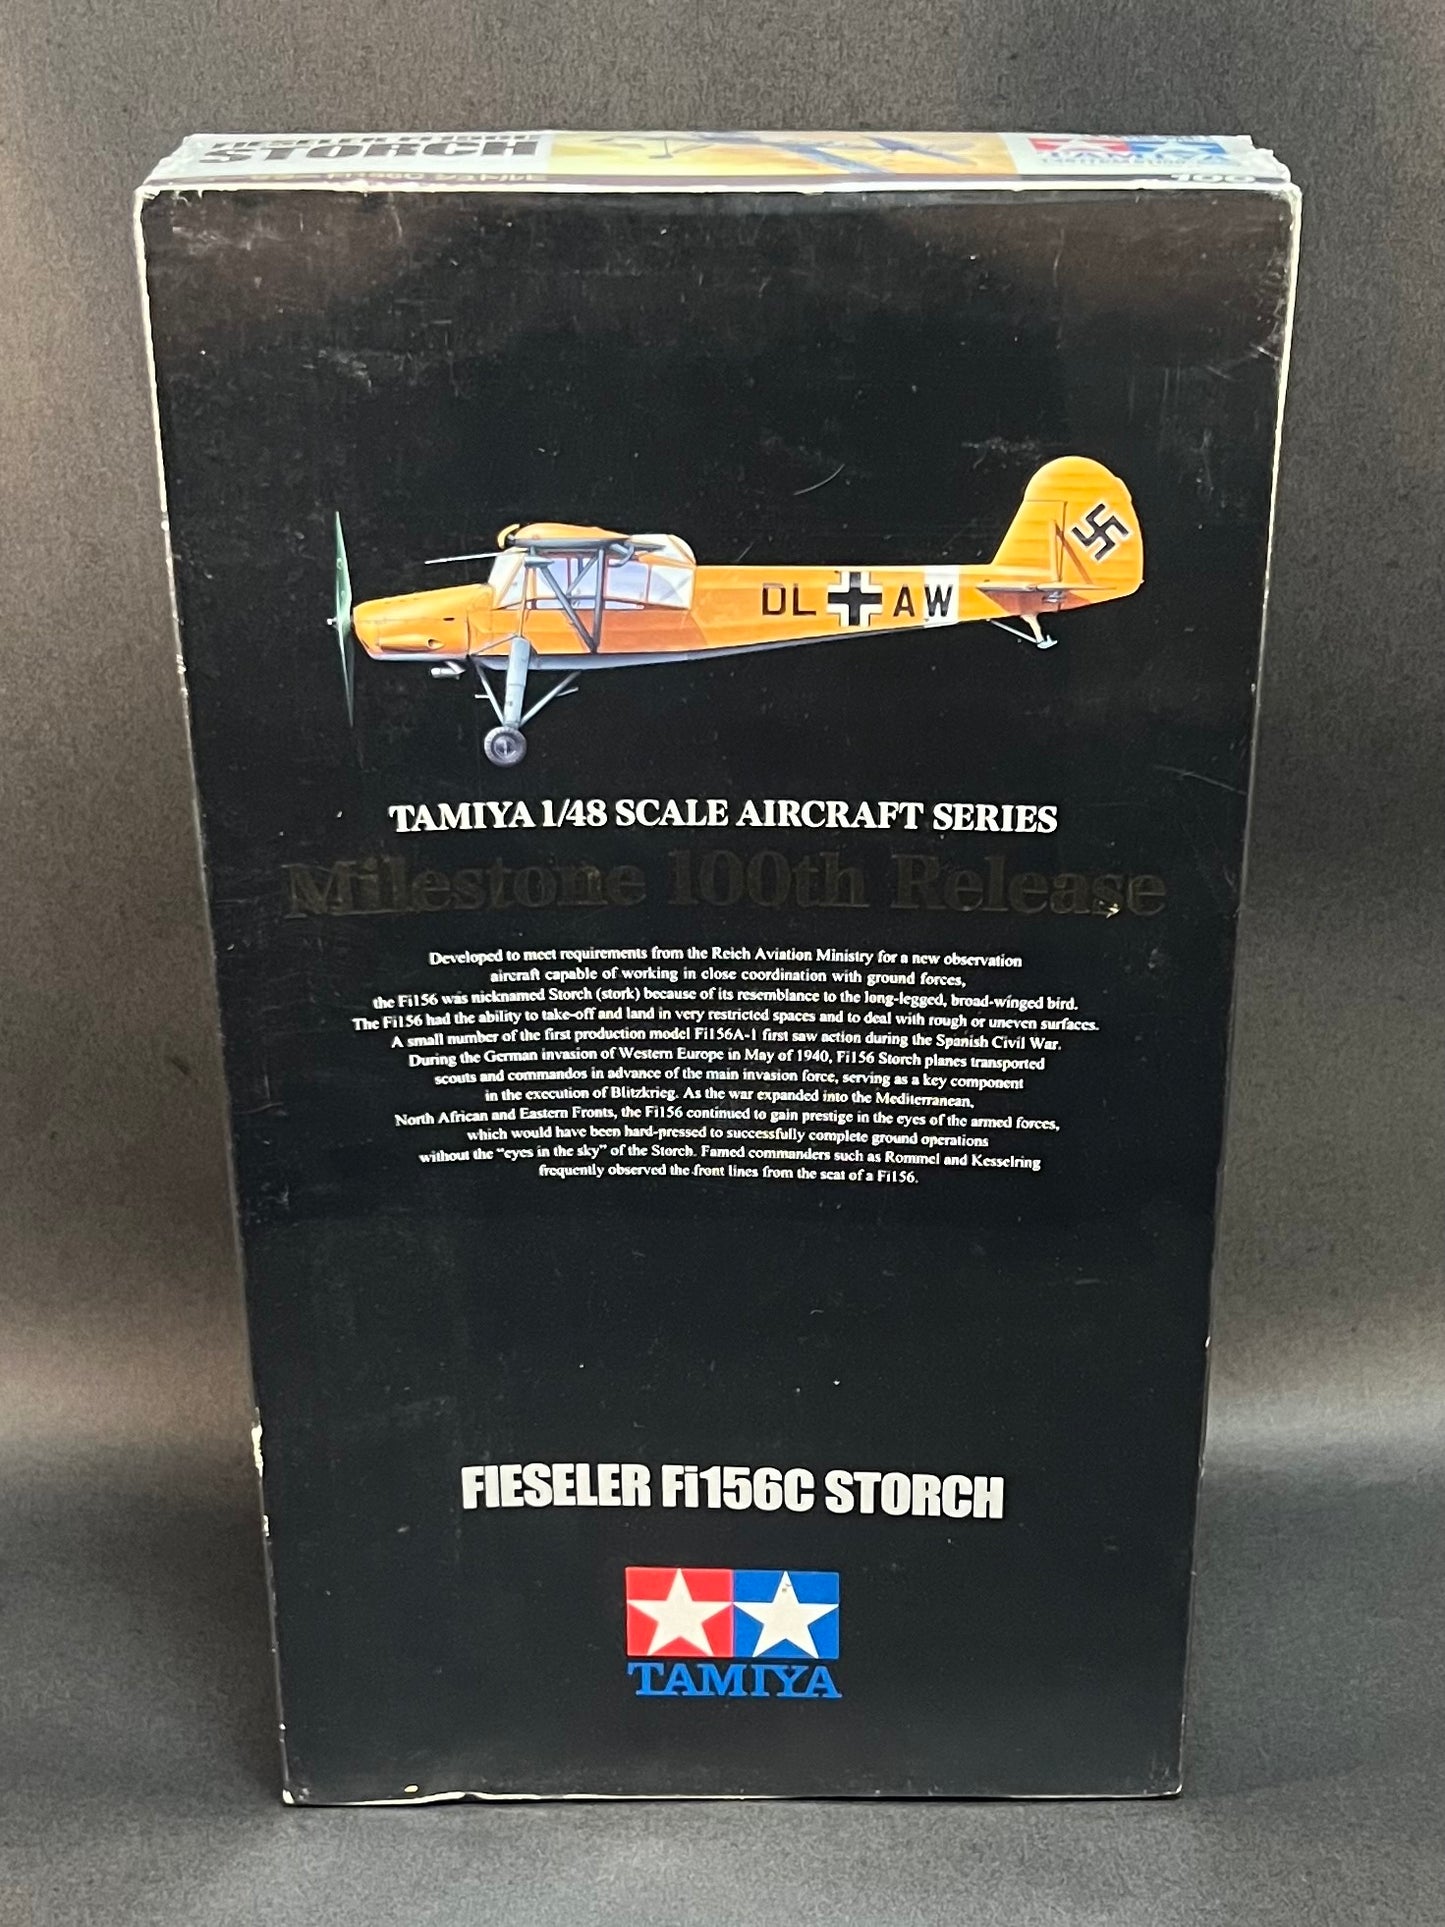 STORCH
Fi156C シュトルヒ
TAMIYA
100
DL AW
TAMIYA 1/48 SCALE AIRCRAFT SERIES
Milestone 100th Release
Developed to meet requirements from the Reich Aviation Ministry for a new observation
aircraft capable of working in close coordination with ground forces,
the Fi156 was nicknamed Storch (stork) because of its resemblance to the long-legged, broad-winged bird.
The Fi156 had the ability to take-off and land in very restricted spaces and to deal with rough or uneven surfaces.
A small number of the first production model Fi156A-1 first saw action during the Spanish Civil War.
During the German invasion of Western Europe in May of 1940, Fi156 Storch planes transported
scouts and commandos in advance of the main invasion force, serving as a key component
in the execution of Blitzkrieg. As the war expanded into the Mediterranean,
North African and Eastern Fronts, the Fi156 continued to gain prestige in the eyes of the armed forces,
which would have been hard-pressed to successfully complete ground operations
without the "eyes in the sky" of the Storch. Famed commanders such as Rommel and Kesselring
frequently observed the front lines from the seat of a Fi156.
FIESELER Fi156C STORCH
TAMIYA